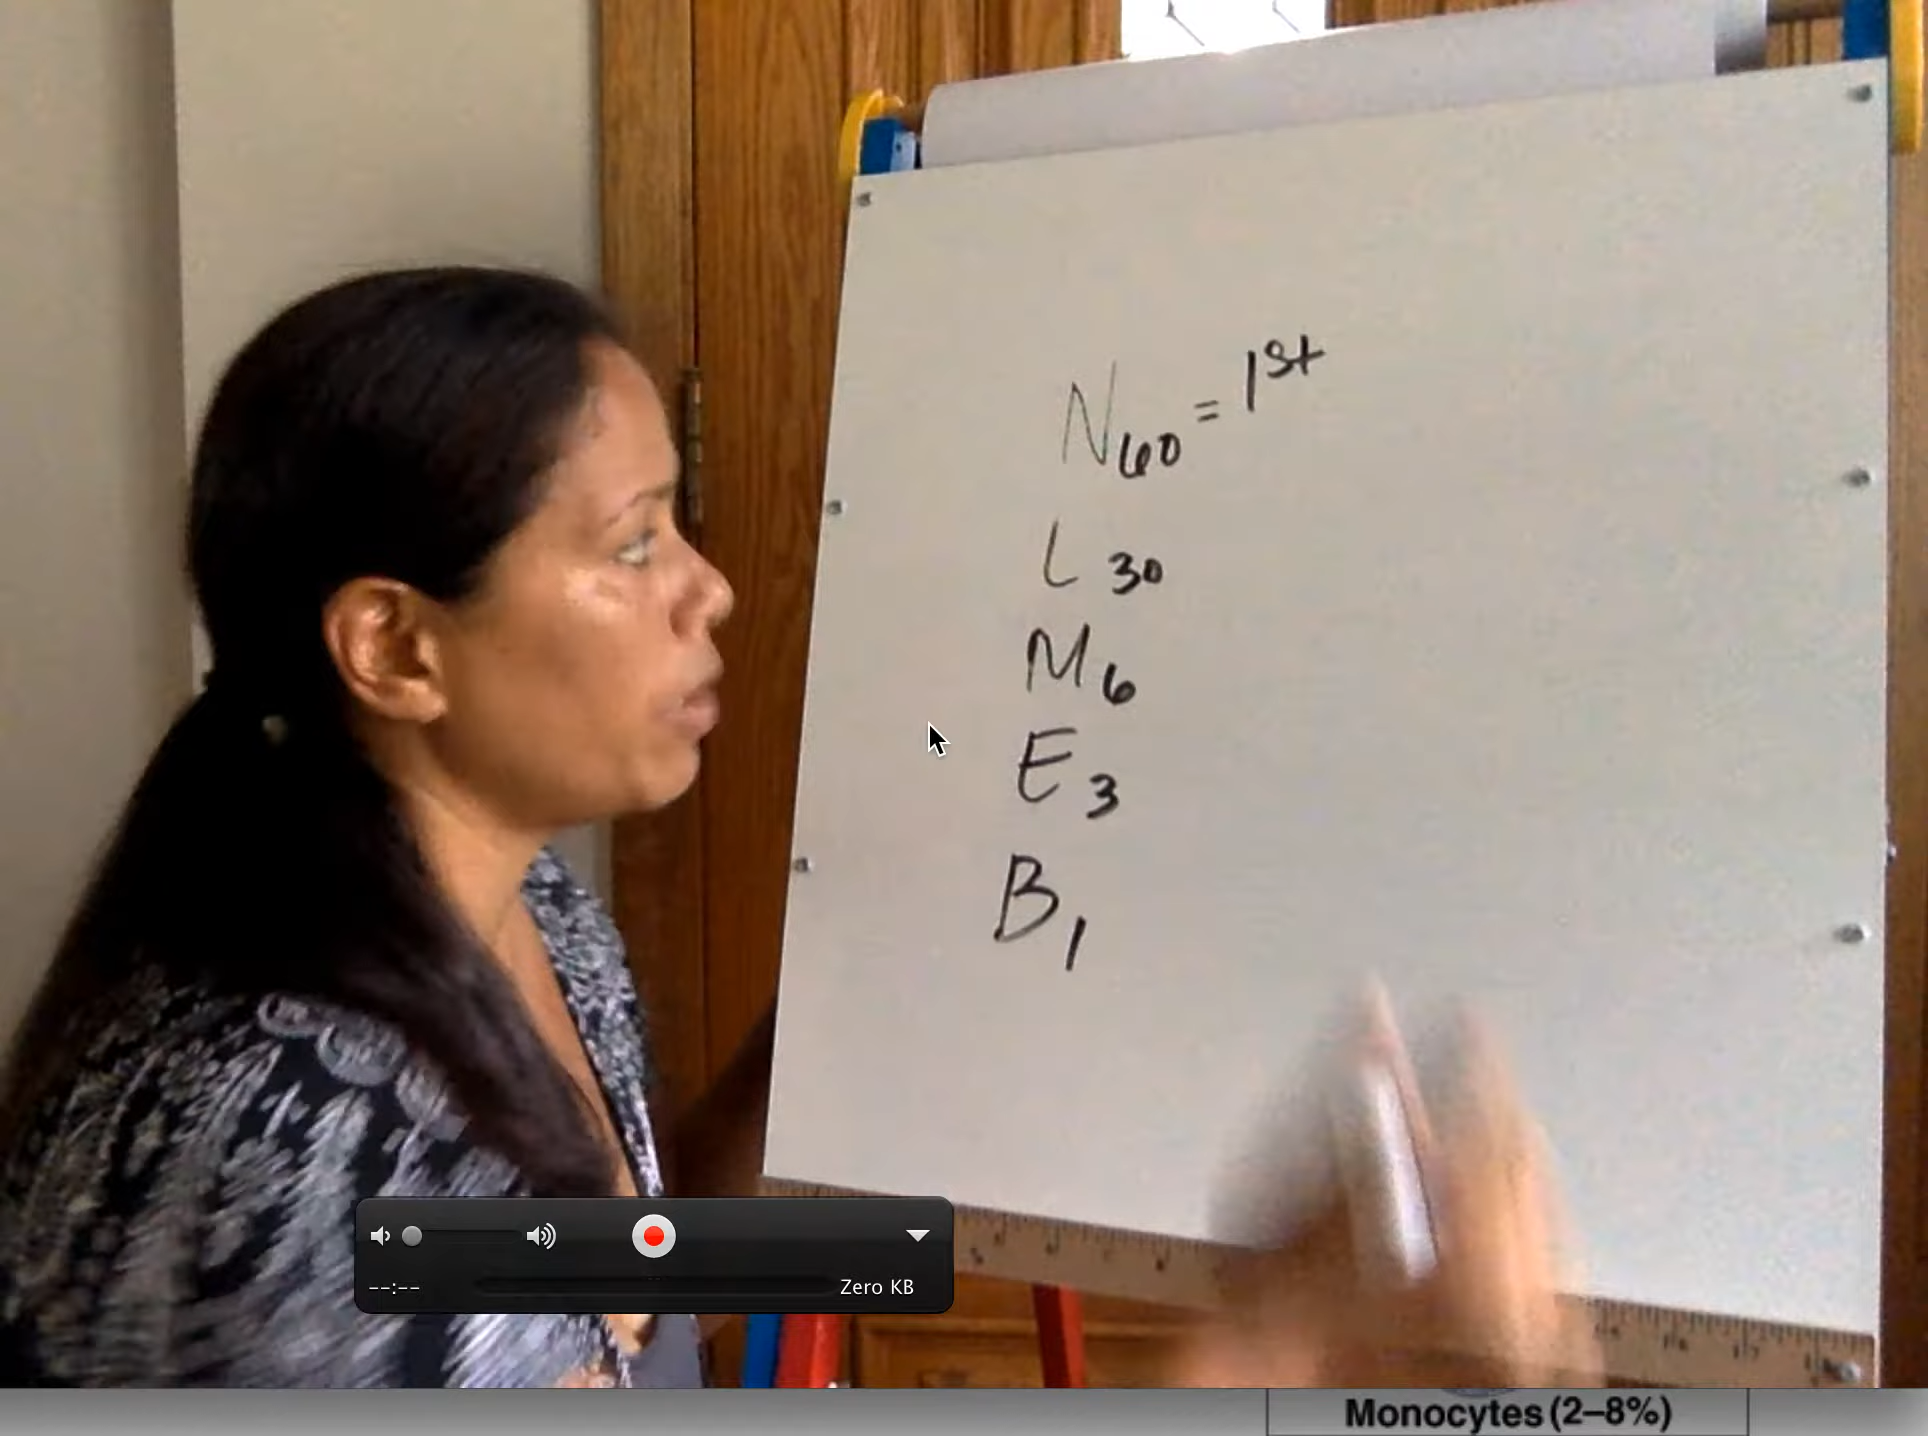 N60 = 1st
L 30
M 6
E 3
B 1
--:-- Zero KB
Monocytes (2–8%)